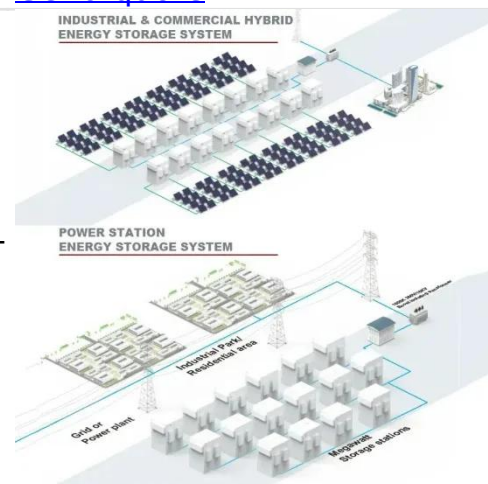 INDUSTRIAL & COMMERCIAL HYBRID
ENERGY STORAGE SYSTEM
POWER STATION
ENERGY STORAGE SYSTEM
Industrial Park/
Residential area
Grid or
Power plant
Megawatt
Storage stations